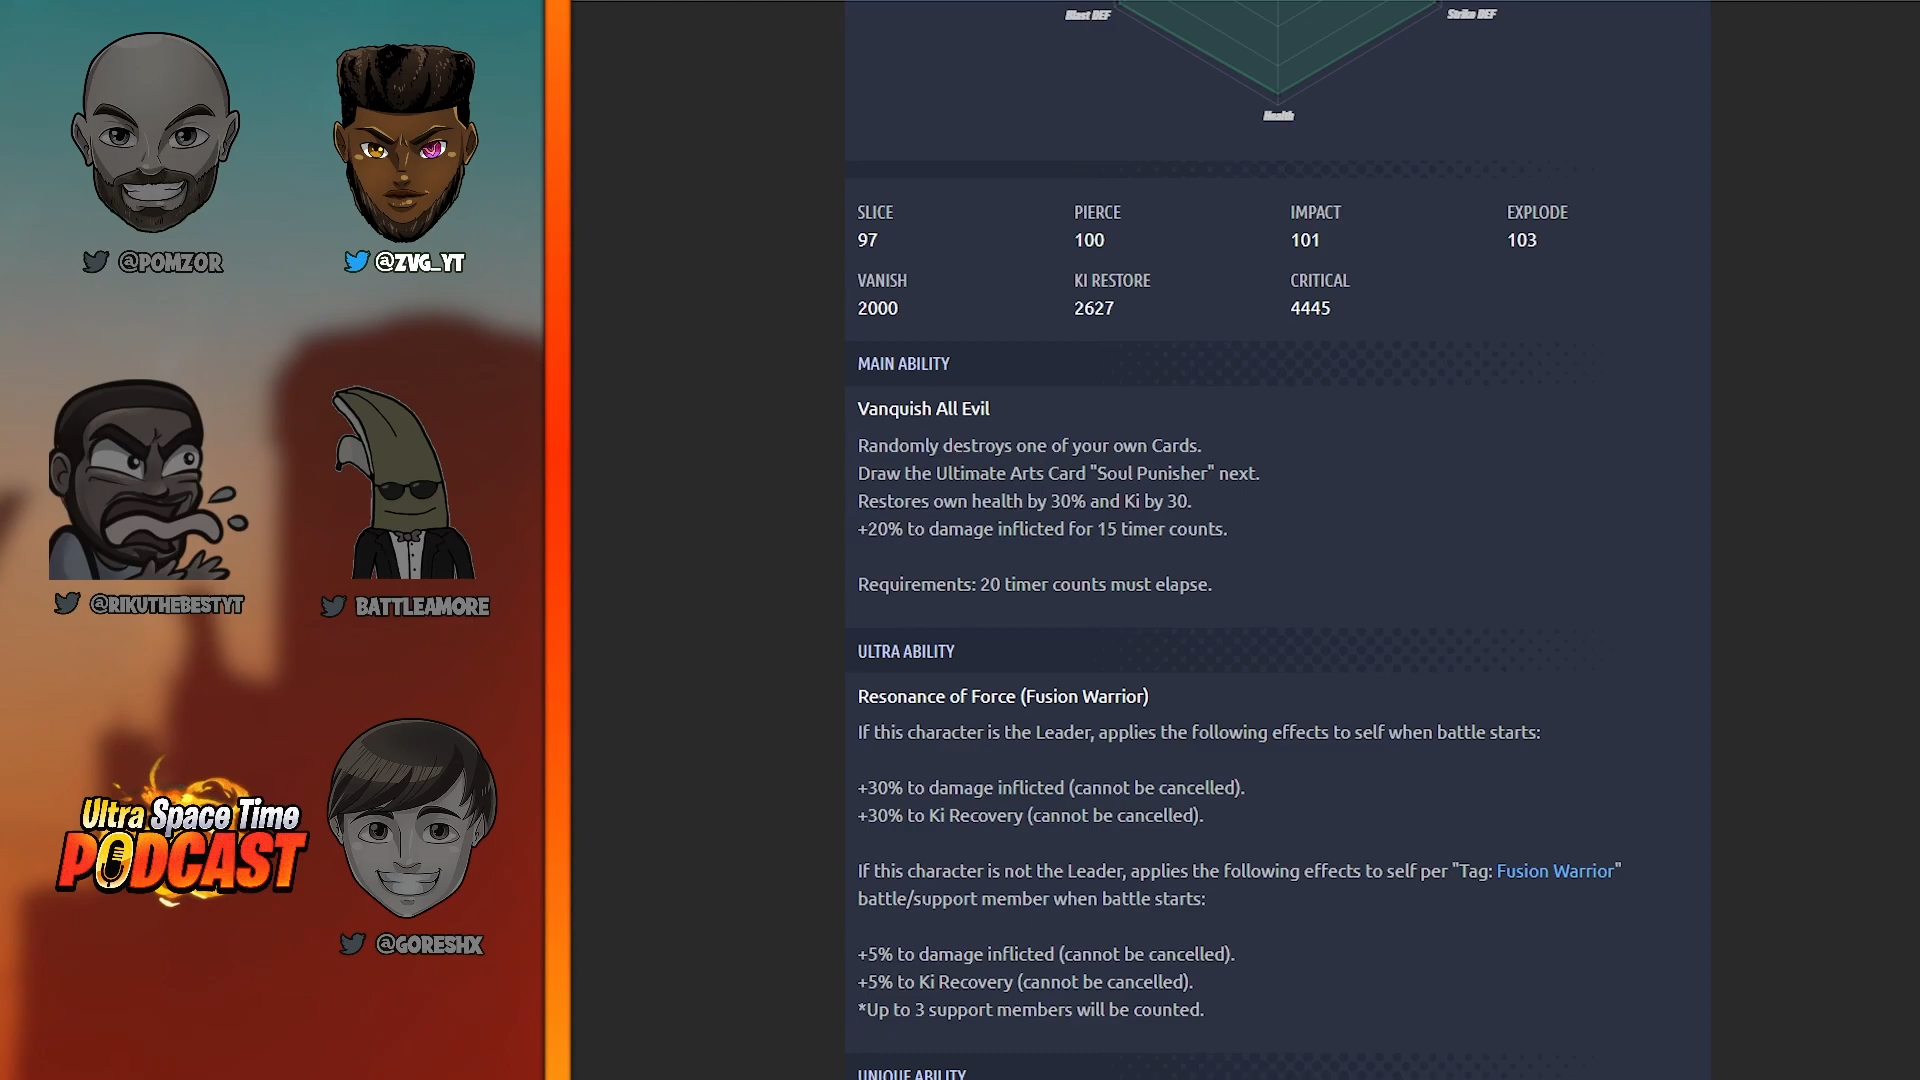 @POMZOR
@ZVG_YT
@RIKUTHEBESTYT
BATTLEAMORE
Ultra Space Time
PODCAST
@GORESHX
Blast DEF
Strike DEF
Health
SLICE
97
PIERCE
100
IMPACT
101
EXPLODE
103
VANISH
2000
KI RESTORE
2627
CRITICAL
4445
MAIN ABILITY
Vanquish All Evil
Randomly destroys one of your own Cards.
Draw the Ultimate Arts Card "Soul Punisher" next.
Restores own health by 30% and Ki by 30.
+20% to damage inflicted for 15 timer counts.
Requirements: 20 timer counts must elapse.
ULTRA ABILITY
Resonance of Force (Fusion Warrior)
If this character is the Leader, applies the following effects to self when battle starts:
+30% to damage inflicted (cannot be cancelled).
+30% to Ki Recovery (cannot be cancelled).
If this character is not the Leader, applies the following effects to self per "Tag: Fusion Warrior"
battle/support member when battle starts:
+5% to damage inflicted (cannot be cancelled).
+5% to Ki Recovery (cannot be cancelled).
*Up to 3 support members will be counted.
UNIQUE ABILITY